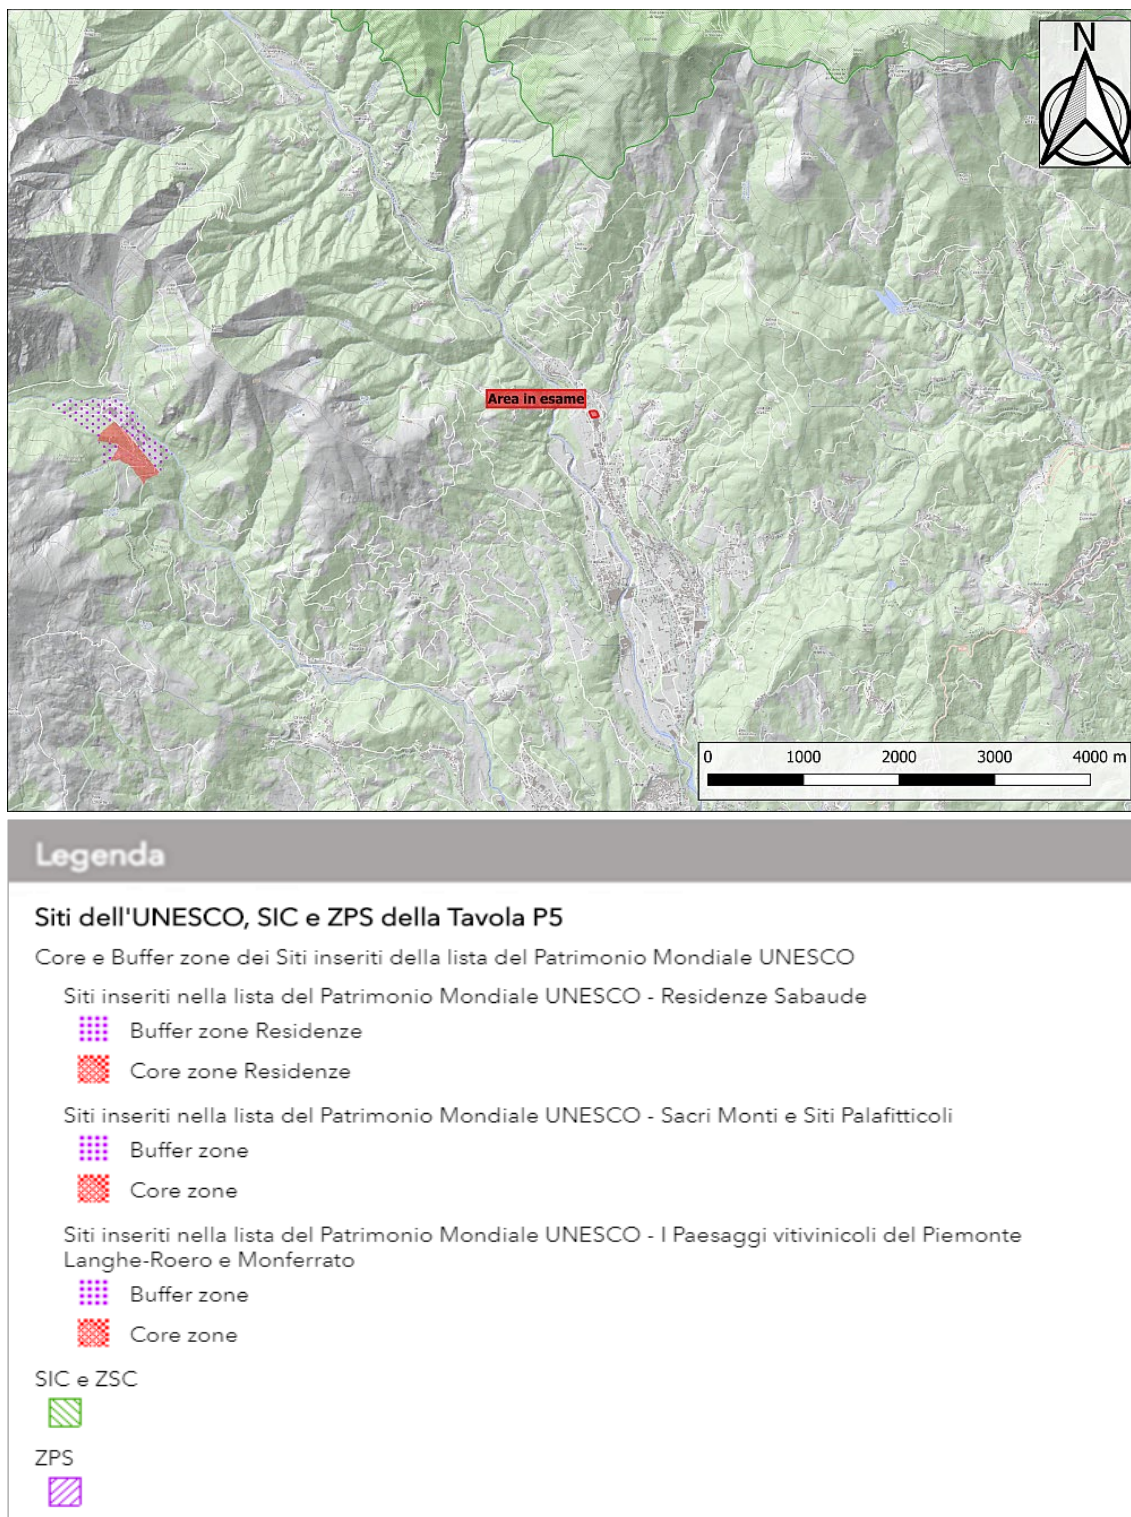 N
Area in esame
0 1000 2000 3000 4000 m
Legenda
Siti dell'UNESCO, SIC e ZPS della Tavola P5
Core e Buffer zone dei Siti inseriti della lista del Patrimonio Mondiale UNESCO
Siti inseriti nella lista del Patrimonio Mondiale UNESCO - Residenze Sabaude
Buffer zone Residenze
Core zone Residenze
Siti inseriti nella lista del Patrimonio Mondiale UNESCO - Sacri Monti e Siti Palafitticoli
Buffer zone
Core zone
Siti inseriti nella lista del Patrimonio Mondiale UNESCO - I Paesaggi vitivinicoli del Piemonte
Langhe-Roero e Monferrato
Buffer zone
Core zone
SIC e ZSC
ZPS